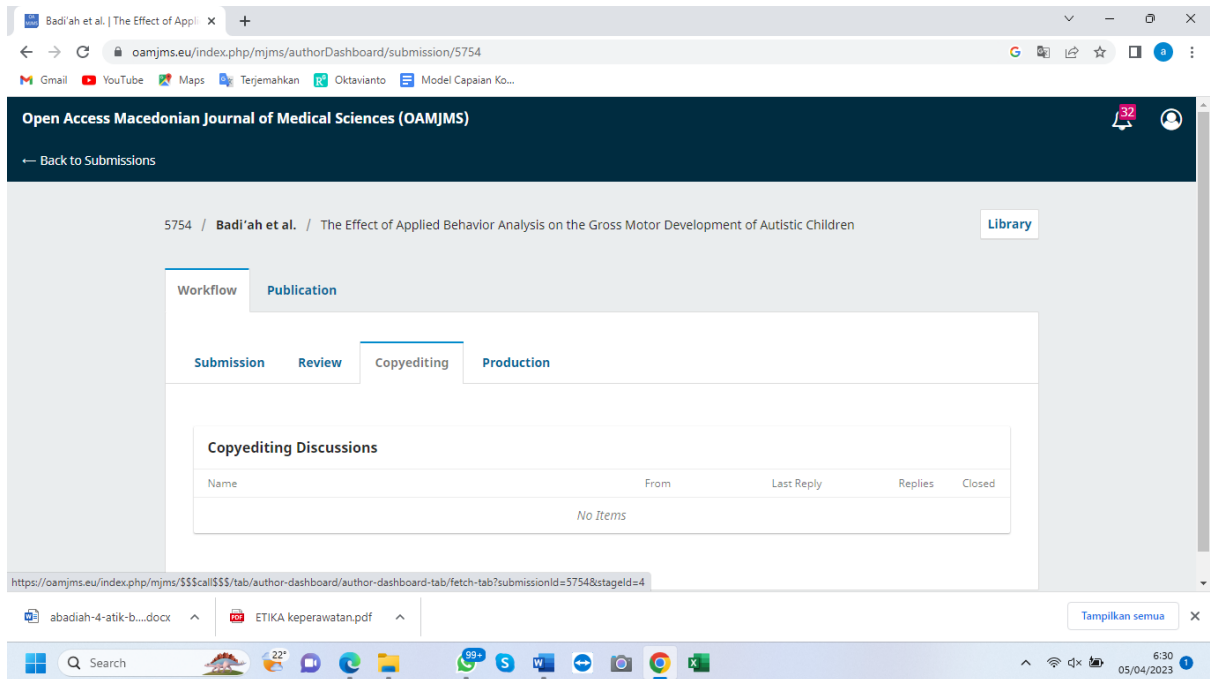 Badi'ah et al. | The Effect of Appli
oamjms.eu/index.php/mjms/authorDashboard/submission/5754
Gmail YouTube Maps Terjemahkan Oktavianto Model Capaian Ko...
Open Access Macedonian Journal of Medical Sciences (OAMJMS) 32
← Back to Submissions
5754 / Badi'ah et al. / The Effect of Applied Behavior Analysis on the Gross Motor Development of Autistic Children Library
Workflow Publication
Submission Review Copyediting Production
Copyediting Discussions
Name From Last Reply Replies Closed
No Items
https://oamjms.eu/index.php/mjms/$$$call$$$/tab/author-dashboard/author-dashboard-tab/fetch-tab?submissionId=5754&stageId=4
abadiah-4-atik-b....docx ETIKA keperawatan.pdf Tampilkan semua
Search 22° 99+ 6:30
05/04/2023 1